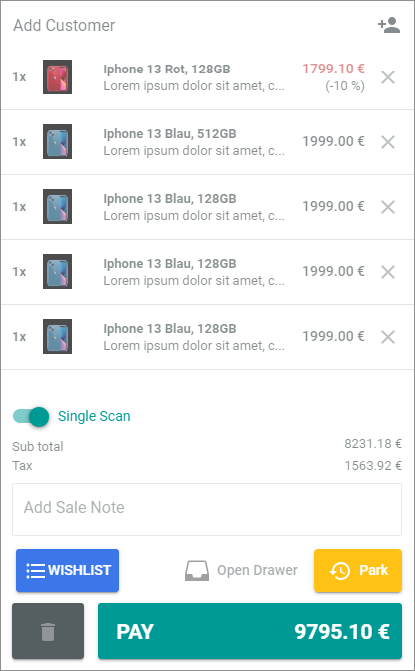 Add Customer
1x Iphone 13 Rot, 128GB 1799.10 €
Lorem ipsum dolor sit amet, c... (-10 %)
1x Iphone 13 Blau, 512GB 1999.00 €
Lorem ipsum dolor sit amet, c...
1x Iphone 13 Blau, 128GB 1999.00 €
Lorem ipsum dolor sit amet, c...
1x Iphone 13 Blau, 128GB 1999.00 €
Lorem ipsum dolor sit amet, c...
1x Iphone 13 Blau, 128GB 1999.00 €
Lorem ipsum dolor sit amet, c...
Single Scan
Sub total 8231.18 €
Tax 1563.92 €
Add Sale Note
WISHLIST Open Drawer Park
PAY 9795.10 €